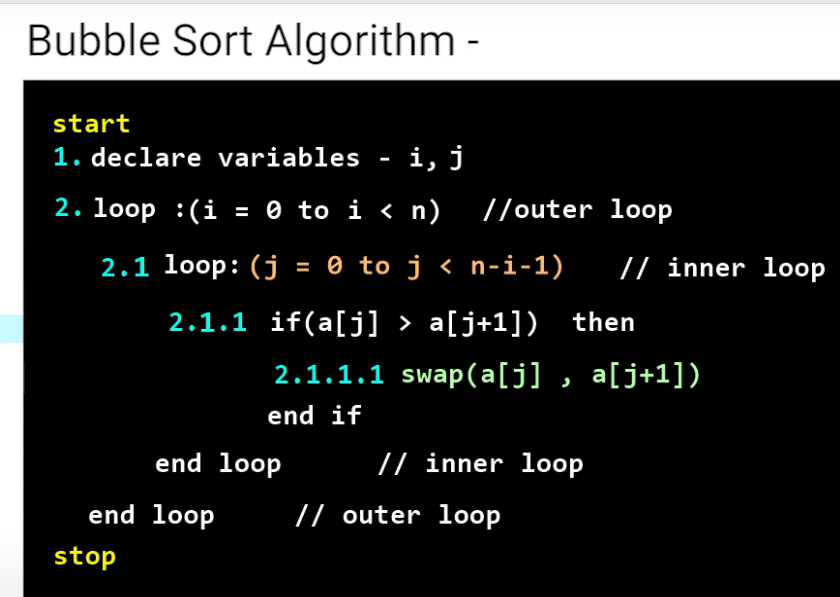 Bubble Sort Algorithm -
start
1. declare variables - i, j
2. loop :(i = 0 to i < n) //outer loop
2.1 loop:(j = 0 to j < n-i-1) // inner loop
2.1.1 if(a[j] > a[j+1]) then
2.1.1.1 swap(a[j] , a[j+1])
end if
end loop // inner loop
end loop // outer loop
stop